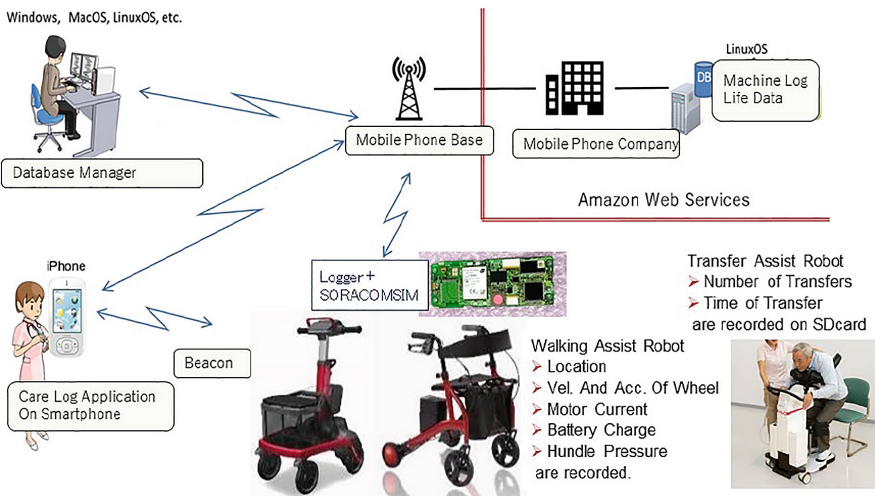 Windows, MacOS, LinuxOS, etc.
Database Manager
Mobile Phone Base
Mobile Phone Company
LinuxOS
DB
Machine Log
Life Data
Amazon Web Services
iPhone
Care Log Application
On Smartphone
Beacon
Logger+
SORACOMSIM
Walking Assist Robot
Location
Vel. And Acc. Of Wheel
Motor Current
Battery Charge
Hundle Pressure
are recorded.
Transfer Assist Robot
Number of Transfers
Time of Transfer
are recorded on SDcard